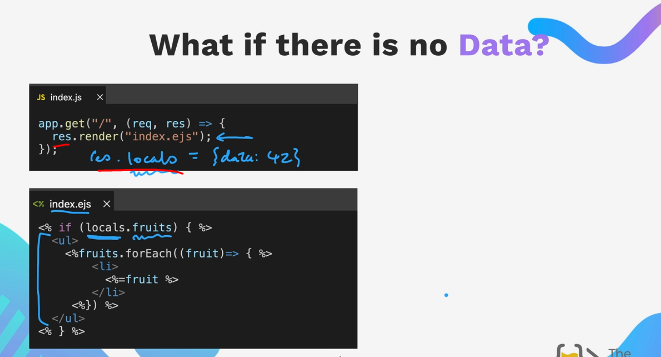 What if there is no Data?
JS index.js ×
app.get("/", (req, res) => {
res.render("index.ejs");
});
res.locals = {data: 42}
<% index.ejs ×
<% if (locals.fruits) { %>
<ul>
<%fruits.forEach((fruit)=> { %>
<li>
<%=fruit %>
</li>
<%}) %>
</ul>
<% } %>
The